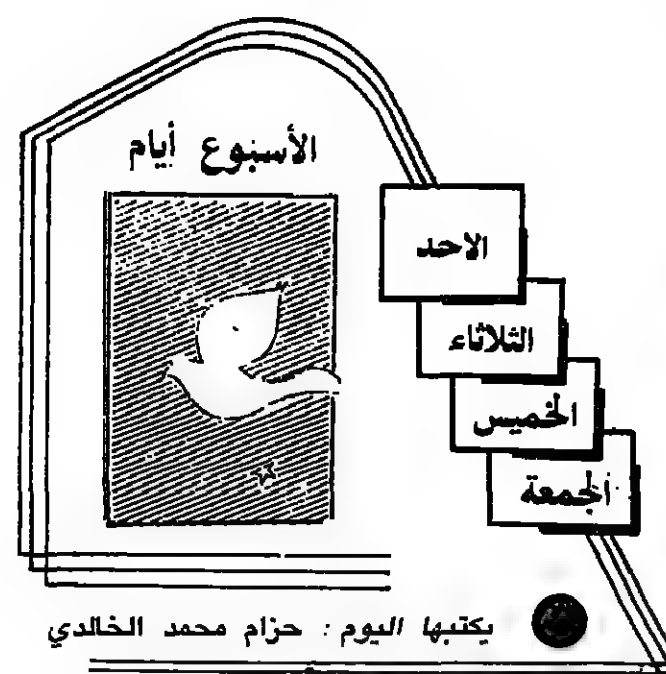 الأسبوع أيام
الاحد
الثلاثاء
الخميس
الجمعة
يكتبها اليوم : حزام محمد الخالدي